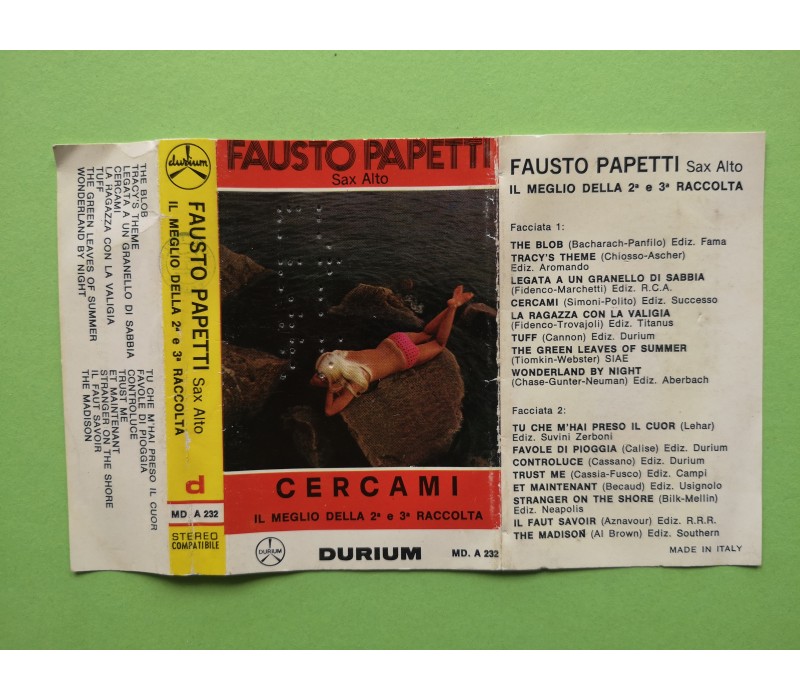 THE BLOB
TRACY'S THEME
LEGATA A UN GRANELLO DI SABBIA
CERCAMI
LA RAGAZZA CON LA VALIGIA
TUFF
THE GREEN LEAVES OF SUMMER
WONDERLAND BY NIGHT
TU CHE M'HAI PRESO IL CUOR
FAVOLE DI PIOGGIA
CONTROLUCE
TRUST ME
ET MAINTENANT
STRANGER ON THE SHORE
IL FAUT SAVOIR
THE MADISON
durium
FAUSTO PAPETTI Sax Alto
IL MEGLIO DELLA 2ª e 3ª RACCOLTA
d
MD. A 232
STEREO
COMPATIBILE
FAUSTO PAPETTI
Sax Alto
CERCAMI
IL MEGLIO DELLA 2ª e 3ª RACCOLTA
DURIUM
DURIUM
MD. A 232
FAUSTO PAPETTI Sax Alto
IL MEGLIO DELLA 2ª e 3ª RACCOLTA
Facciata 1:
THE BLOB (Bacharach-Panfilo) Ediz. Fama
TRACY'S THEME (Chiosso-Ascher)
Ediz. Aromando
LEGATA A UN GRANELLO DI SABBIA
(Fidenco-Marchetti) Ediz. R.C.A.
CERCAMI (Simoni-Polito) Ediz. Successo
LA RAGAZZA CON LA VALIGIA
(Fidenco-Trovajoli) Ediz. Titanus
TUFF (Cannon) Ediz. Durium
THE GREEN LEAVES OF SUMMER
(Tiomkin-Webster) SIAE
WONDERLAND BY NIGHT
(Chase-Gunter-Neuman) Ediz. Aberbach
Facciata 2:
TU CHE M'HAI PRESO IL CUOR (Lehar)
Ediz. Suvini Zerboni
FAVOLE DI PIOGGIA (Calise) Ediz. Durium
CONTROLUCE (Cassano) Ediz. Durium
TRUST ME (Cassia-Fusco) Ediz. Campi
ET MAINTENANT (Becaud) Ediz. Usignolo
STRANGER ON THE SHORE (Bilk-Mellin)
Ediz. Neapolis
IL FAUT SAVOIR (Aznavour) Ediz. R.R.R.
THE MADISON (Al Brown) Ediz. Southern
MADE IN ITALY